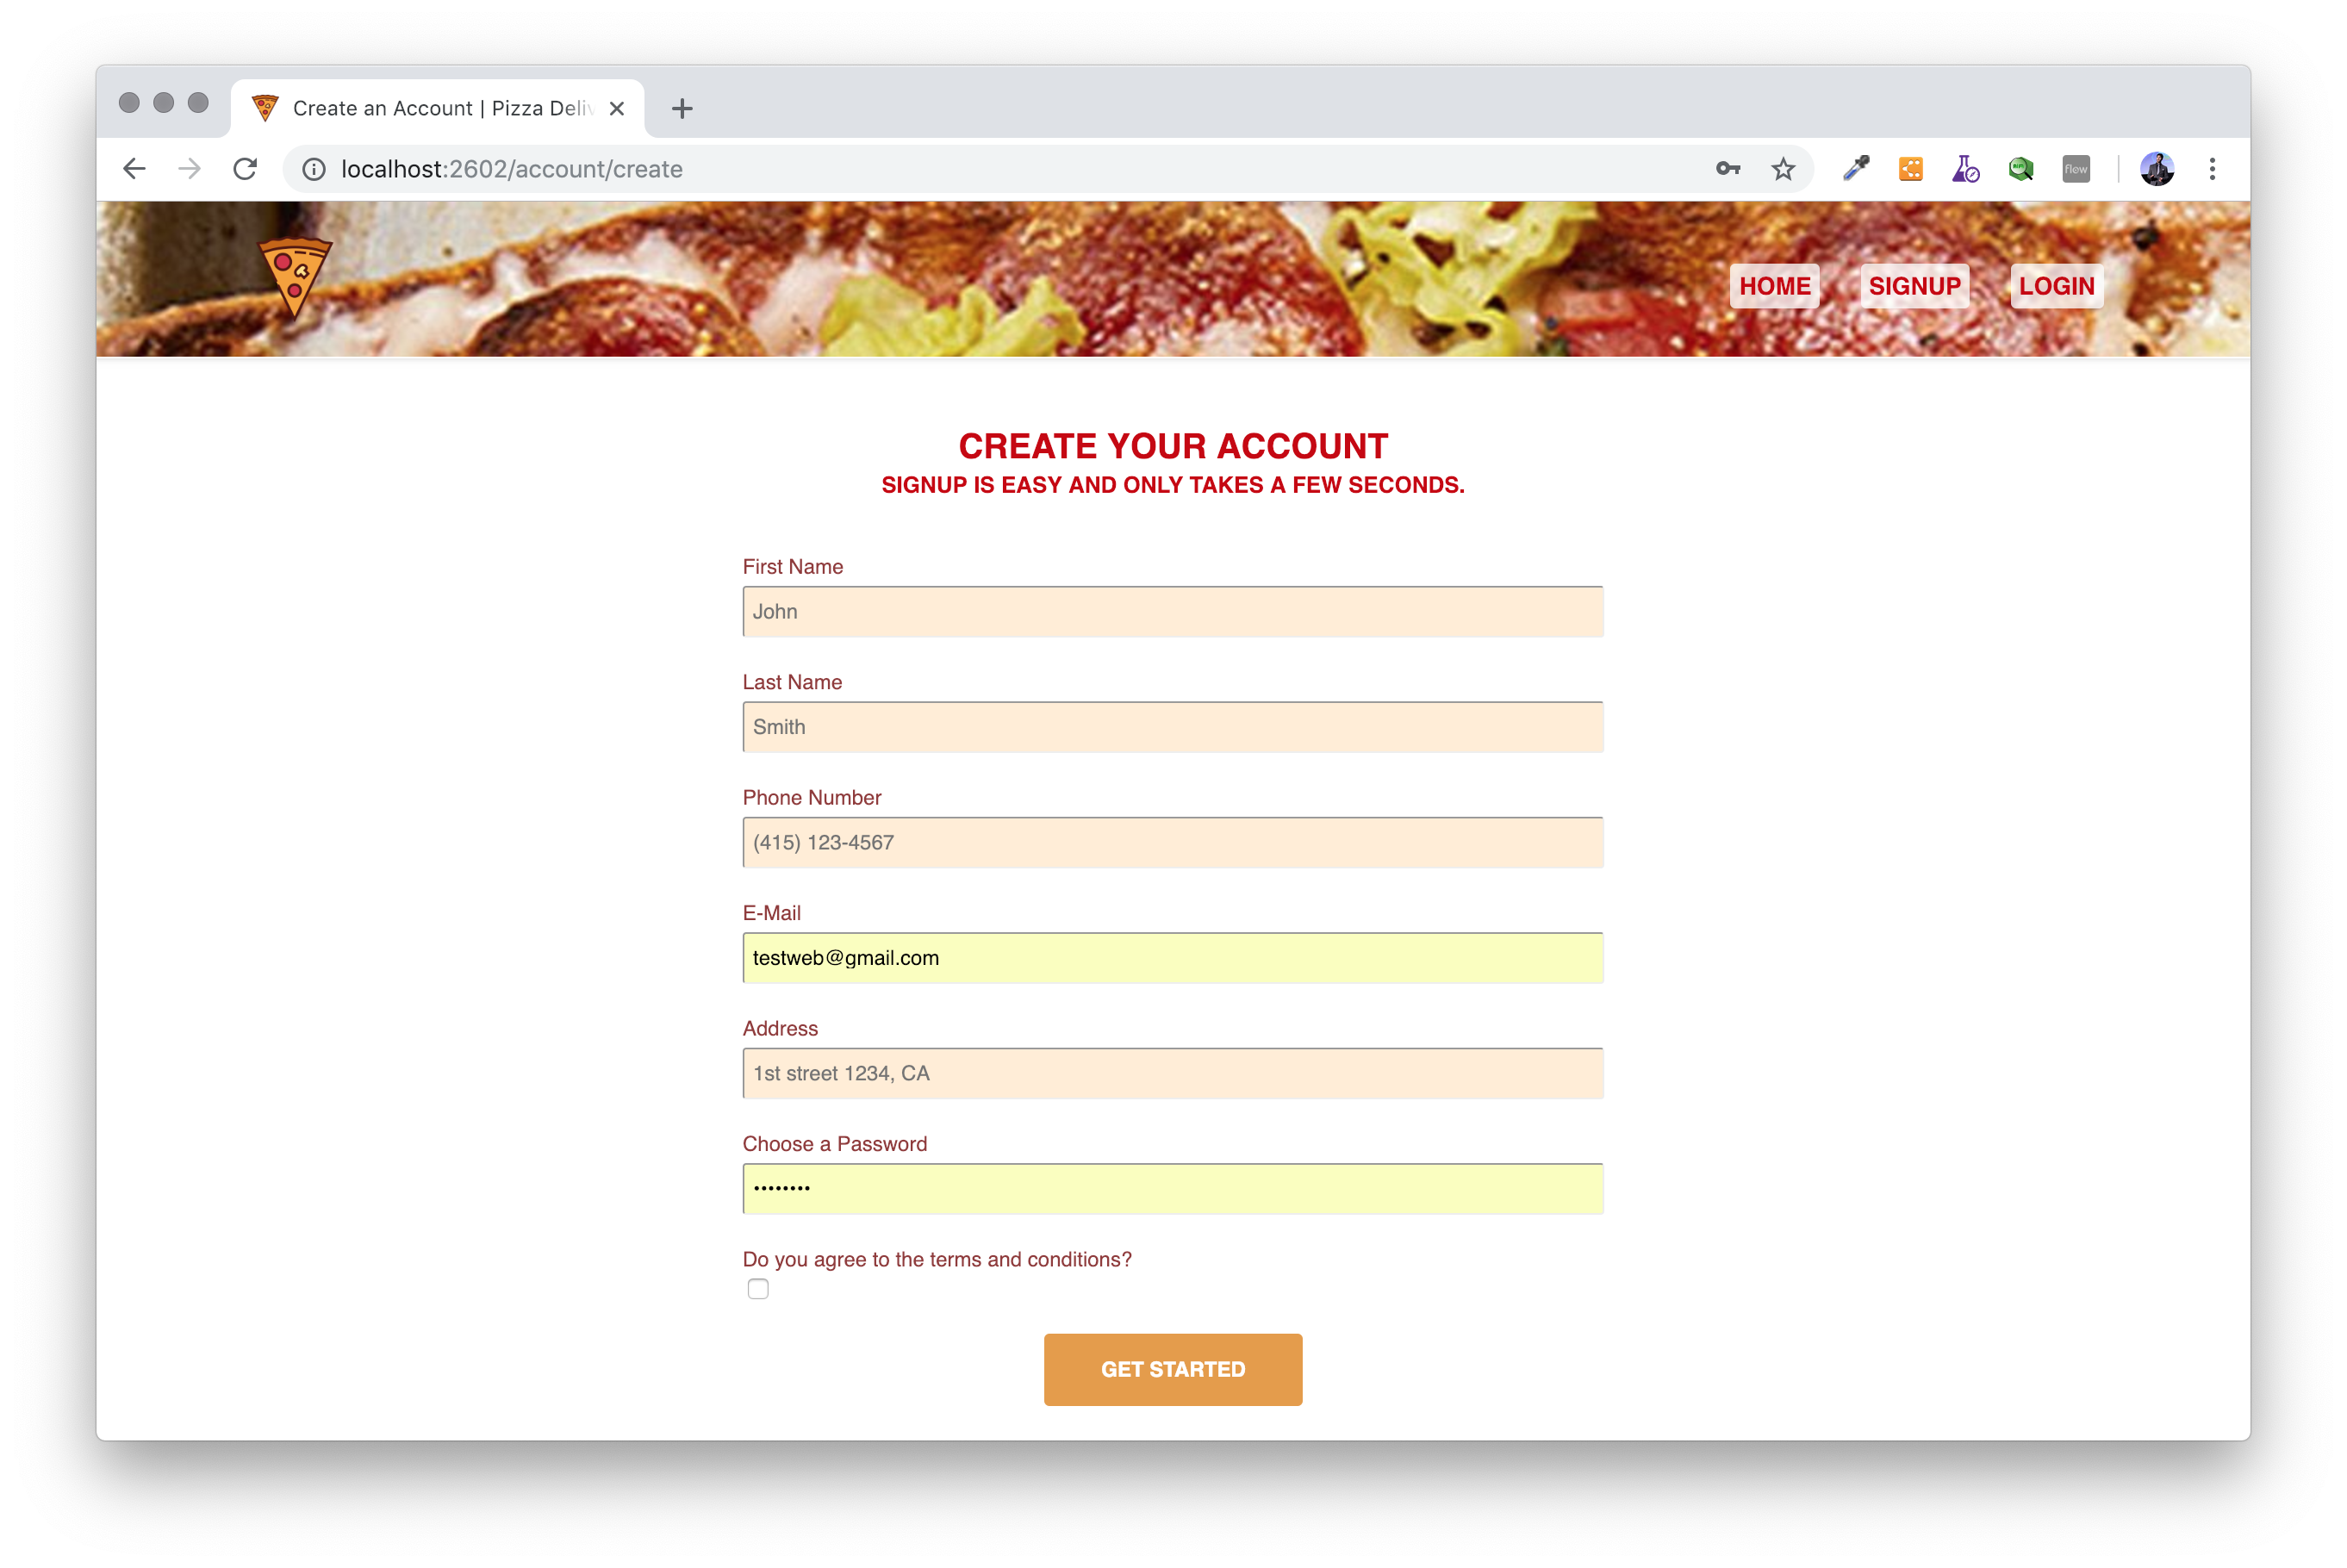 Create an Account | Pizza Deliv
localhost:2602/account/create
flow
HOME SIGNUP LOGIN
CREATE YOUR ACCOUNT
SIGNUP IS EASY AND ONLY TAKES A FEW SECONDS.
First Name
John
Last Name
Smith
Phone Number
(415) 123-4567
E-Mail
testweb@gmail.com
Address
1st street 1234, CA
Choose a Password
••••••••
Do you agree to the terms and conditions?
GET STARTED